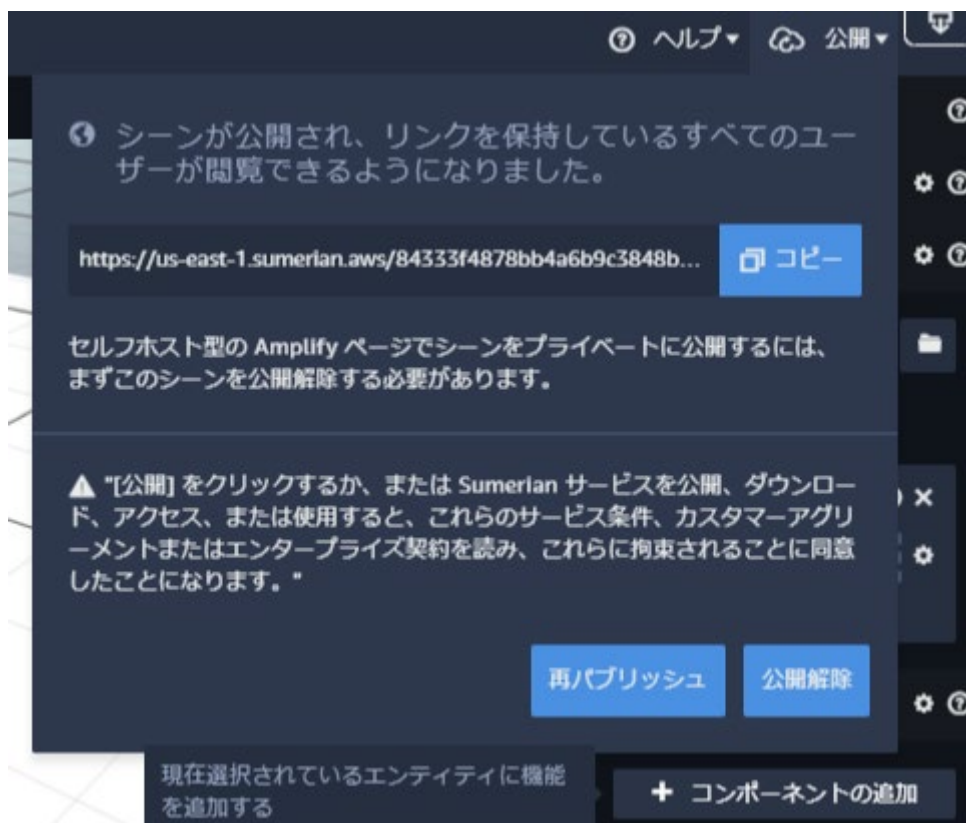 ヘルプ
公開
シーンが公開され、リンクを保持しているすべてのユー
ザーが閲覧できるようになりました。
https://us-east-1.sumerian.aws/84333f4878bb4a6b9c3848b...
コピー
セルフホスト型の Amplify ページでシーンをプライベートに公開するには、
まずこのシーンを公開解除する必要があります。
"[公開] をクリックするか、または Sumerian サービスを公開、ダウンロー
ド、アクセス、または使用すると、これらのサービス条件、カスタマーアグリ
ーメントまたはエンタープライズ契約を読み、これらに拘束されることに同意
したことになります。"
再パブリッシュ
公開解除
現在選択されているエンティティに機能
を追加する
+ コンポーネントの追加